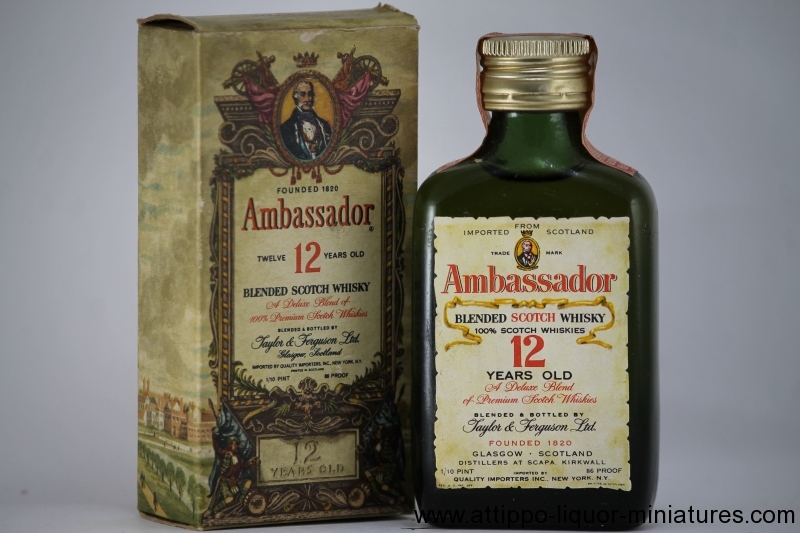 FOUNDED 1820
Ambassador®
TWELVE 12 YEARS OLD
BLENDED SCOTCH WHISKY
A Deluxe Blend of
100% Premium Scotch Whiskies
BLENDED & BOTTLED BY
Taylor & Ferguson Ltd.
Glasgow, Scotland
IMPORTED BY QUALITY IMPORTERS, INC., NEW YORK, N.Y.
1/10 PINT 86 PROOF
12
YEARS OLD
IMPORTED FROM SCOTLAND
TRADE MARK
Ambassador
BLENDED SCOTCH WHISKY
100% SCOTCH WHISKIES
12
YEARS OLD
A Deluxe Blend
of Premium Scotch Whiskies
BLENDED & BOTTLED BY
Taylor & Ferguson Ltd.
FOUNDED 1820
GLASGOW · SCOTLAND
DISTILLERS AT SCAPA KIRKWALL
1/10 PINT IMPORTED BY 86 PROOF
QUALITY IMPORTERS INC., NEW YORK, N.Y.
www.attippo-liquor-miniatures.com